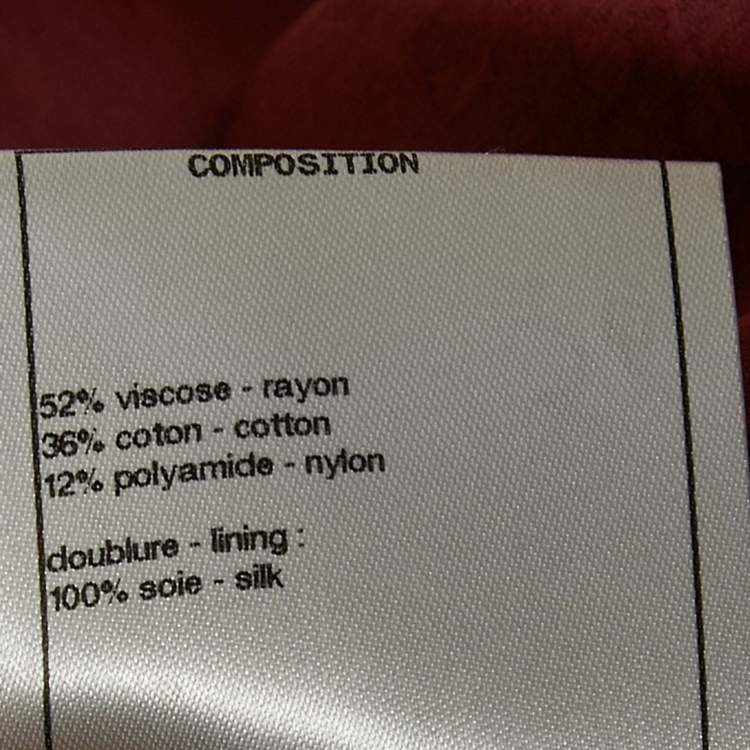 COMPOSITION
52% viscose - rayon
36% coton - cotton
12% polyamide - nylon
doublure - lining :
100% soie - silk